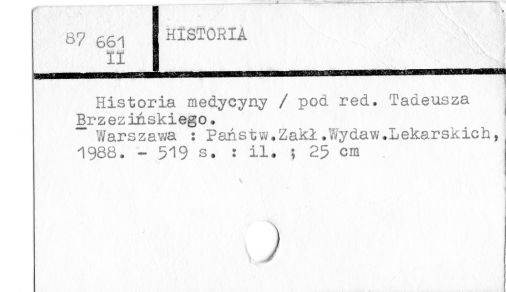 87 661
II
HISTORIA
Historia medycyny / pod red. Tadeusza
Brzezińskiego.
Warszawa : Państw.Zakł.Wydaw.Lekarskich,
1988. - 519 s. : il. ; 25 cm